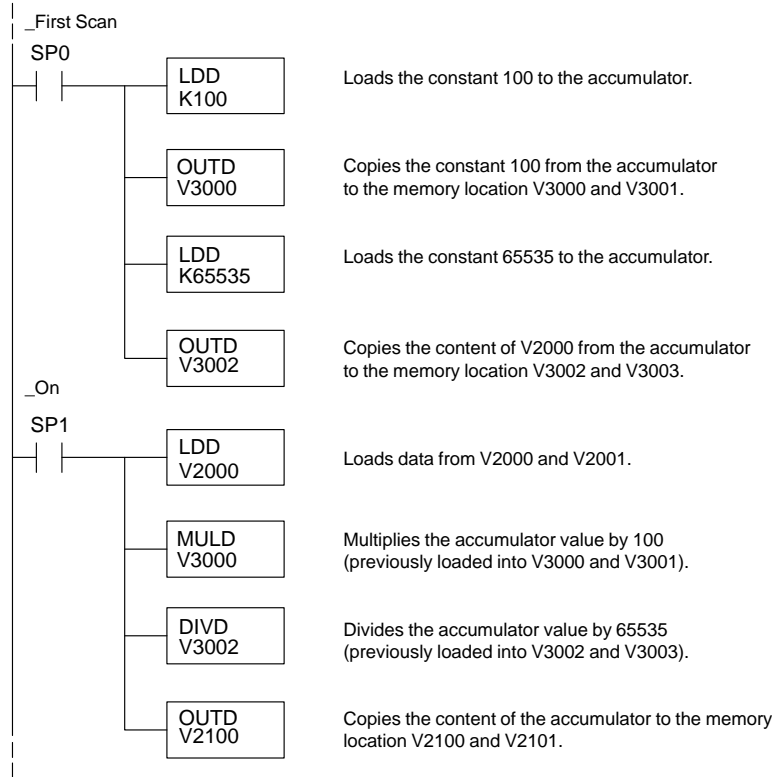 _First Scan
SP0
LDD
K100
Loads the constant 100 to the accumulator.
OUTD
V3000
Copies the constant 100 from the accumulator
to the memory location V3000 and V3001.
LDD
K65535
Loads the constant 65535 to the accumulator.
OUTD
V3002
Copies the content of V2000 from the accumulator
to the memory location V3002 and V3003.
_On
SP1
LDD
V2000
Loads data from V2000 and V2001.
MULD
V3000
Multiplies the accumulator value by 100
(previously loaded into V3000 and V3001).
DIVD
V3002
Divides the accumulator value by 65535
(previously loaded into V3002 and V3003).
OUTD
V2100
Copies the content of the accumulator to the memory
location V2100 and V2101.